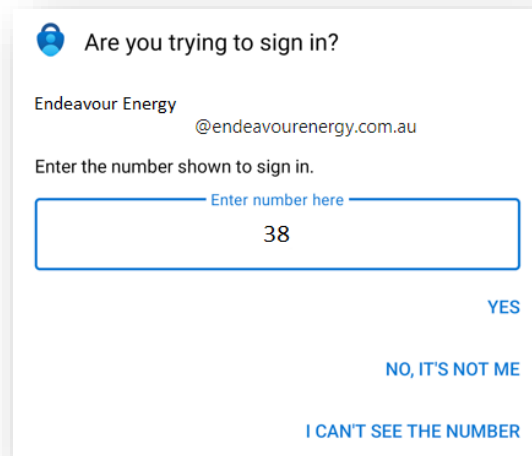 Are you trying to sign in?
Endeavour Energy
@endeavourenergy.com.au
Enter the number shown to sign in.
Enter number here
38
YES
NO, IT'S NOT ME
I CAN'T SEE THE NUMBER